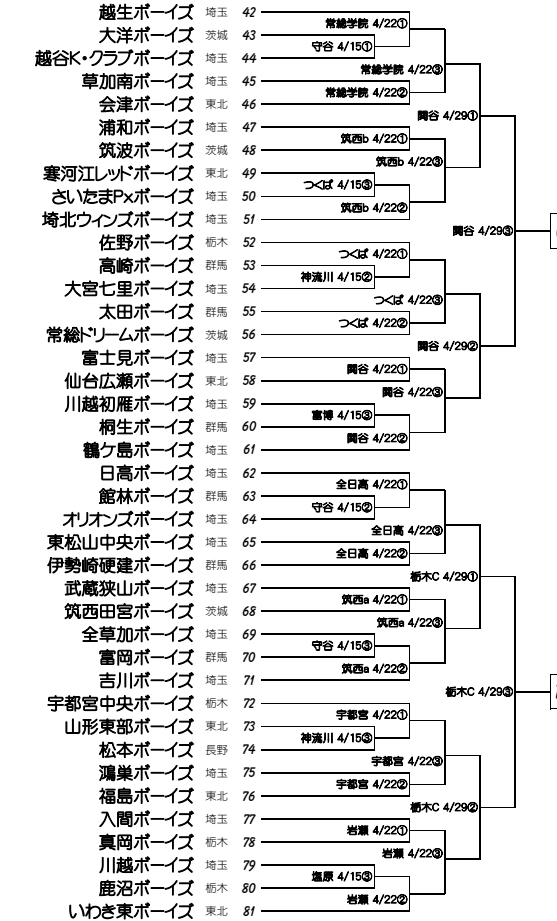 越生ボーイズ 埼玉 42
常総学院 4/22①
大洋ボーイズ 茨城 43
守谷 4/15①
越谷K・クラブボーイズ 埼玉 44
常総学院 4/22③
草加南ボーイズ 埼玉 45
常総学院 4/22②
会津ボーイズ 東北 46
関谷 4/29①
浦和ボーイズ 埼玉 47
筑西b 4/22①
筑波ボーイズ 茨城 48
筑西b 4/22③
寒河江レッドボーイズ 東北 49
つくば 4/15③
さいたまPxボーイズ 埼玉 50
筑西b 4/22②
埼北ウィンズボーイズ 埼玉 51
関谷 4/29③
佐野ボーイズ 栃木 52
つくば 4/22①
高崎ボーイズ 群馬 53
神流川 4/15②
大宮七里ボーイズ 埼玉 54
つくば 4/22③
太田ボーイズ 群馬 55
つくば 4/22②
常総ドリームボーイズ 茨城 56
関谷 4/29②
富士見ボーイズ 埼玉 57
関谷 4/22①
仙台広瀬ボーイズ 東北 58
関谷 4/22③
川越初雁ボーイズ 埼玉 59
富博 4/15③
桐生ボーイズ 群馬 60
関谷 4/22②
鶴ケ島ボーイズ 埼玉 61
日高ボーイズ 埼玉 62
全日高 4/22①
館林ボーイズ 群馬 63
守谷 4/15②
オリオンズボーイズ 埼玉 64
全日高 4/22③
東松山中央ボーイズ 埼玉 65
全日高 4/22②
伊勢崎硬建ボーイズ 群馬 66
栃木C 4/29①
武蔵狭山ボーイズ 埼玉 67
筑西a 4/22①
筑西田宮ボーイズ 茨城 68
筑西a 4/22③
全草加ボーイズ 埼玉 69
守谷 4/15③
富岡ボーイズ 群馬 70
筑西a 4/22②
吉川ボーイズ 埼玉 71
栃木C 4/29③
宇都宮中央ボーイズ 栃木 72
宇都宮 4/22①
山形東部ボーイズ 東北 73
神流川 4/15③
松本ボーイズ 長野 74
宇都宮 4/22③
鴻巣ボーイズ 埼玉 75
宇都宮 4/22②
福島ボーイズ 東北 76
栃木C 4/29②
入間ボーイズ 埼玉 77
岩瀬 4/22①
真岡ボーイズ 栃木 78
岩瀬 4/22③
川越ボーイズ 埼玉 79
塩原 4/15③
鹿沼ボーイズ 栃木 80
岩瀬 4/22②
いわき東ボーイズ 東北 81